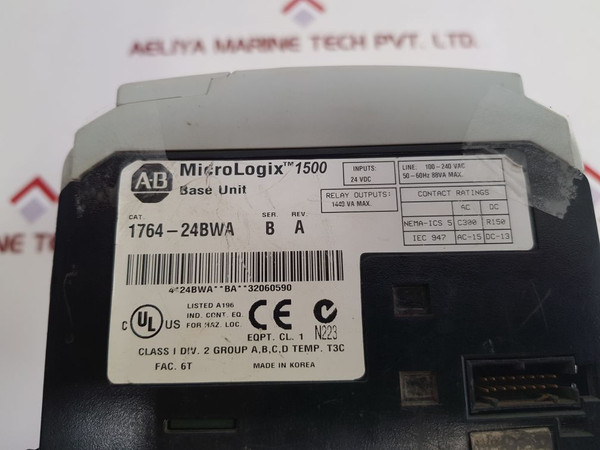 AELIYA MARINE TECH PVT. LTD.
AB
MicroLogix™ 1500
Base Unit
INPUTS:
24 VDC
LINE: 100-240 VAC
50-60Hz 88VA MAX.
RELAY OUTPUTS:
1440 VA MAX.
CONTACT RATINGS
AC DC
NEMA-ICS 5 C300 R150
IEC 947 AC-15 DC-13
CAT. SER. REV.
1764-24BWA B A
4*24BWA**BA**32060590
C UL US
LISTED A196
IND. CONT. EQ.
FOR HAZ. LOC.
CE
EQPT. CL. 1
N223
CLASS I DIV. 2 GROUP A,B,C,D TEMP. T3C
FAC. 6T
MADE IN KOREA